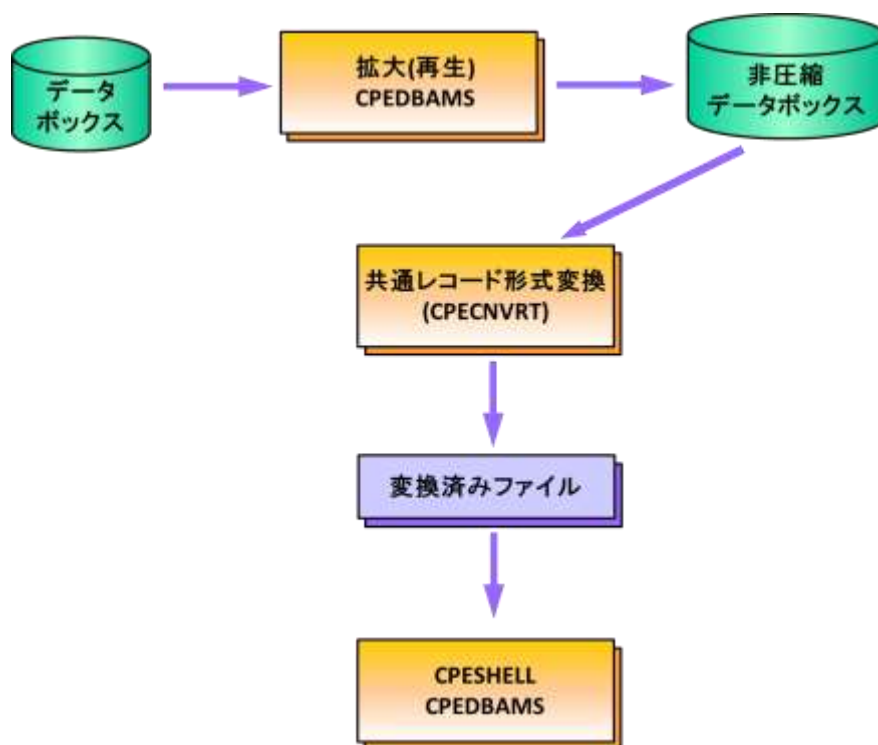 データ
ボックス
拡大(再生)
CPEDBAMS
非圧縮
データボックス
共通レコード形式変換
(CPECNVRT)
変換済みファイル
CPESHELL
CPEDBAMS